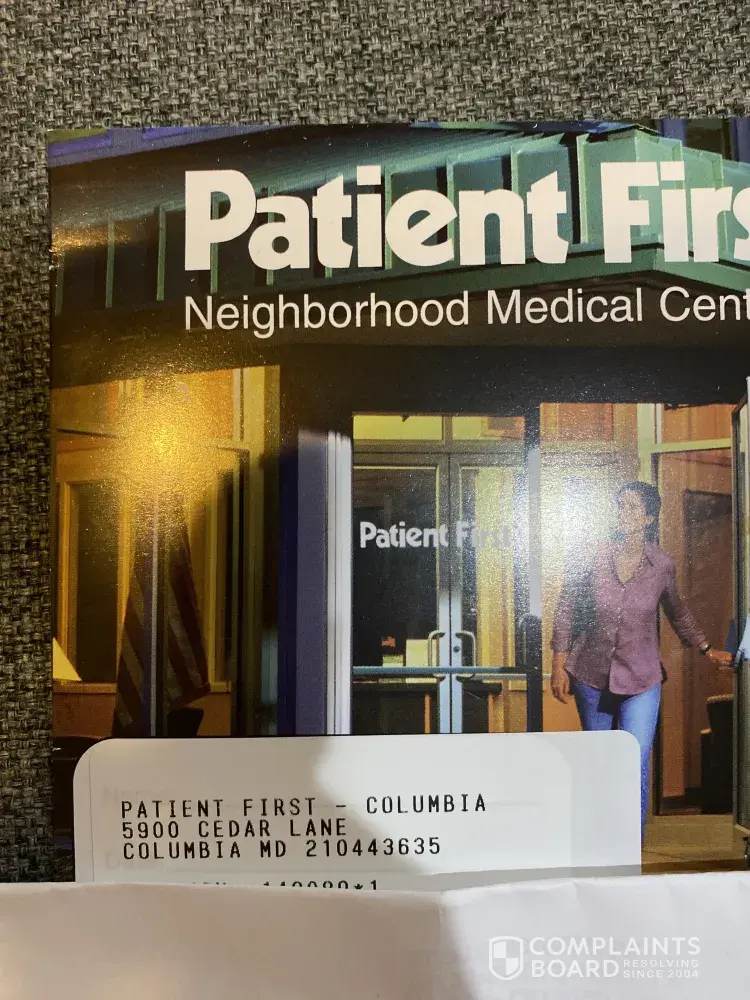 Patient Firs
Neighborhood Medical Cent
Patient First
PATIENT FIRST - COLUMBIA
5900 CEDAR LANE
COLUMBIA MD 210443635
COMPLAINTS
BOARD RESOLVING
SINCE 2004